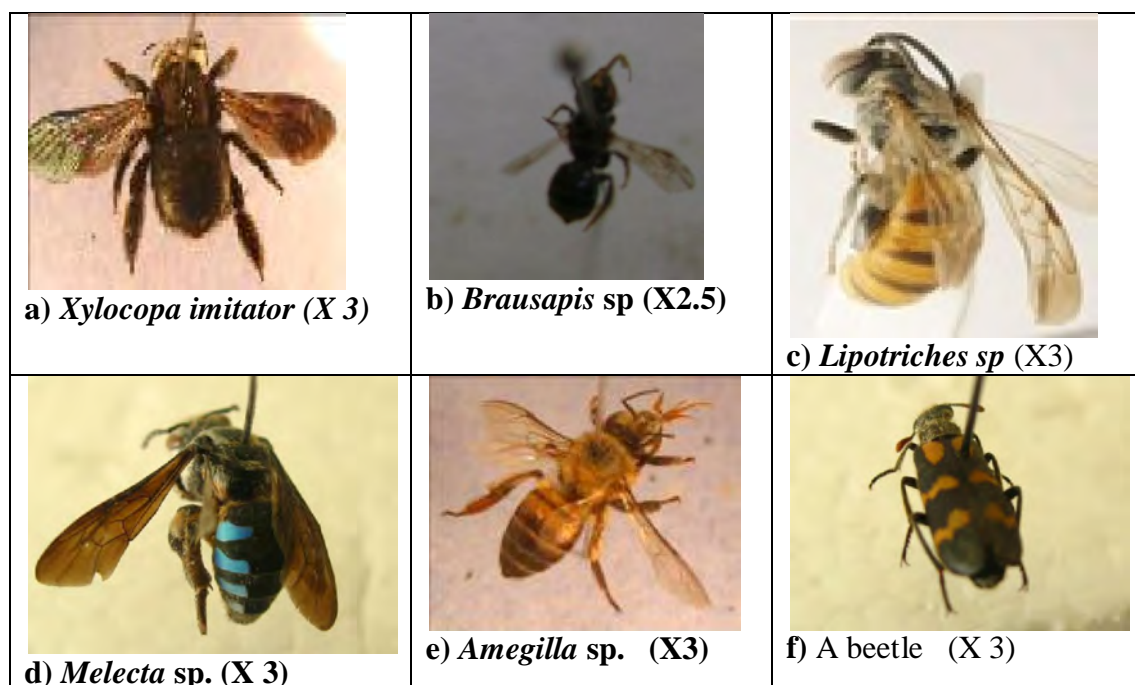 a) Xylocopa imitator (X 3)
b) Brausapis sp (X2.5)
c) Lipotriches sp (X3)
d) Melecta sp. (X 3)
e) Amegilla sp. (X3)
f) A beetle (X 3)